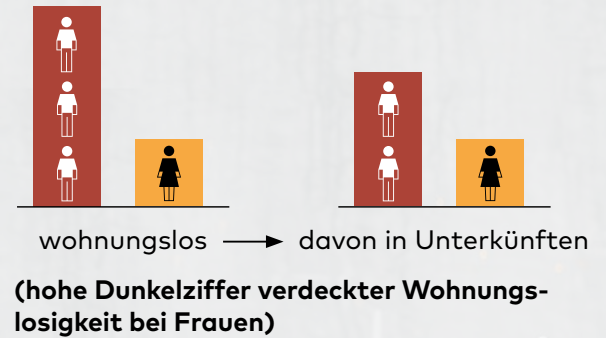 wohnungslos → davon in Unterkünften
(hohe Dunkelziffer verdeckter Wohnungs-
losigkeit bei Frauen)